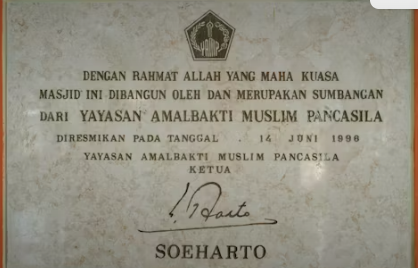 YAMP
DENGAN RAHMAT ALLAH YANG MAHA KUASA
MASJID INI DIBANGUN OLEH DAN MERUPAKAN SUMBANGAN
DARI YAYASAN AMALBAKTI MUSLIM PANCASILA
DIRESMIKAN PADA TANGGAL . 14 JUNI 1996
YAYASAN AMALBAKTI MUSLIM PANCASILA
KETUA
SOEHARTO